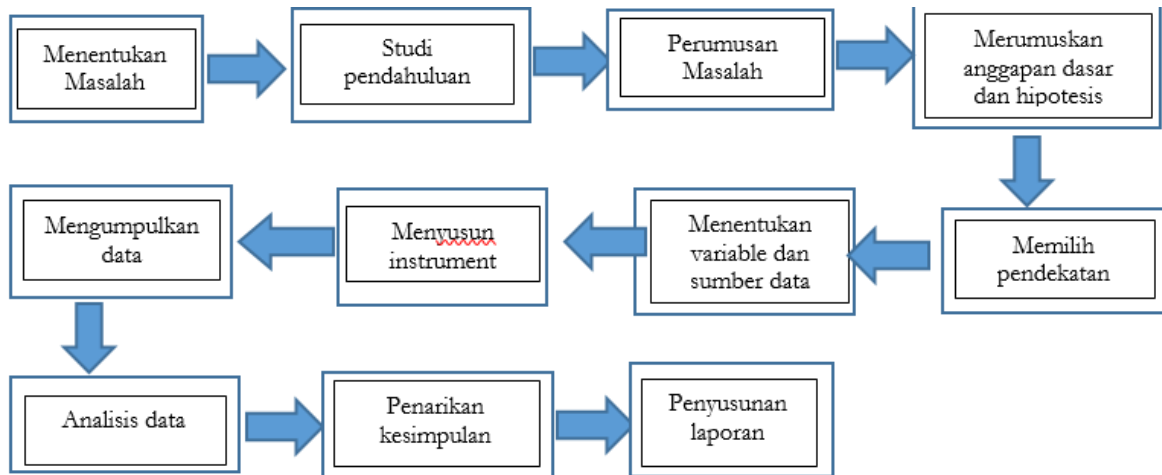 Menentukan
Masalah
Studi
pendahuluan
Perumusan
Masalah
Merumuskan
anggapan dasar
dan hipotesis
Memilih
pendekatan
Menentukan
variable dan
sumber data
Menyusun
instrument
Mengumpulkan
data
Analisis data
Penarikan
kesimpulan
Penyusunan
laporan